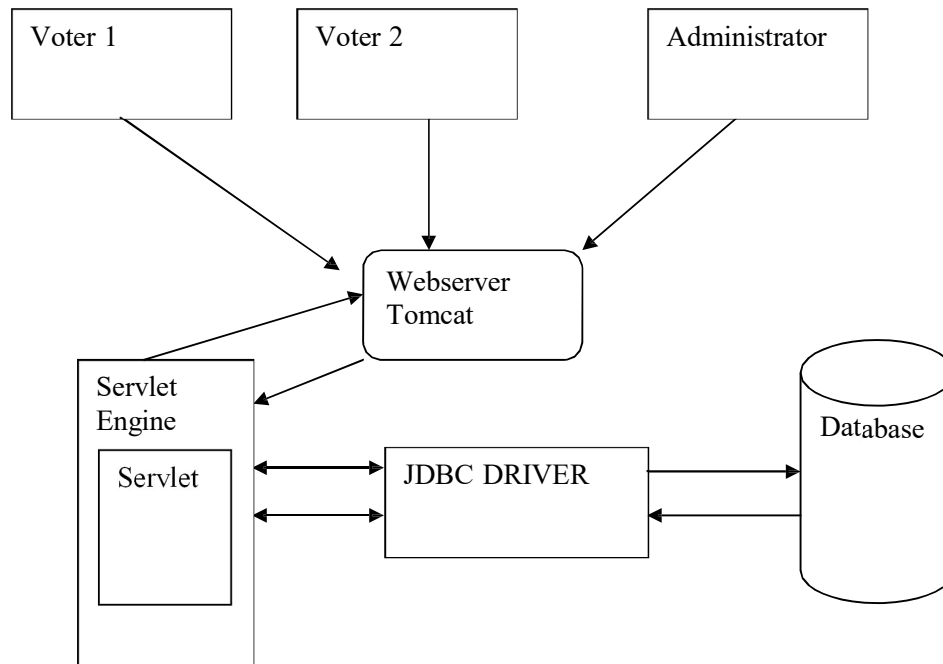 Voter 1
Voter 2
Administrator
Webserver
Tomcat
Servlet
Engine
Servlet
JDBC DRIVER
Database